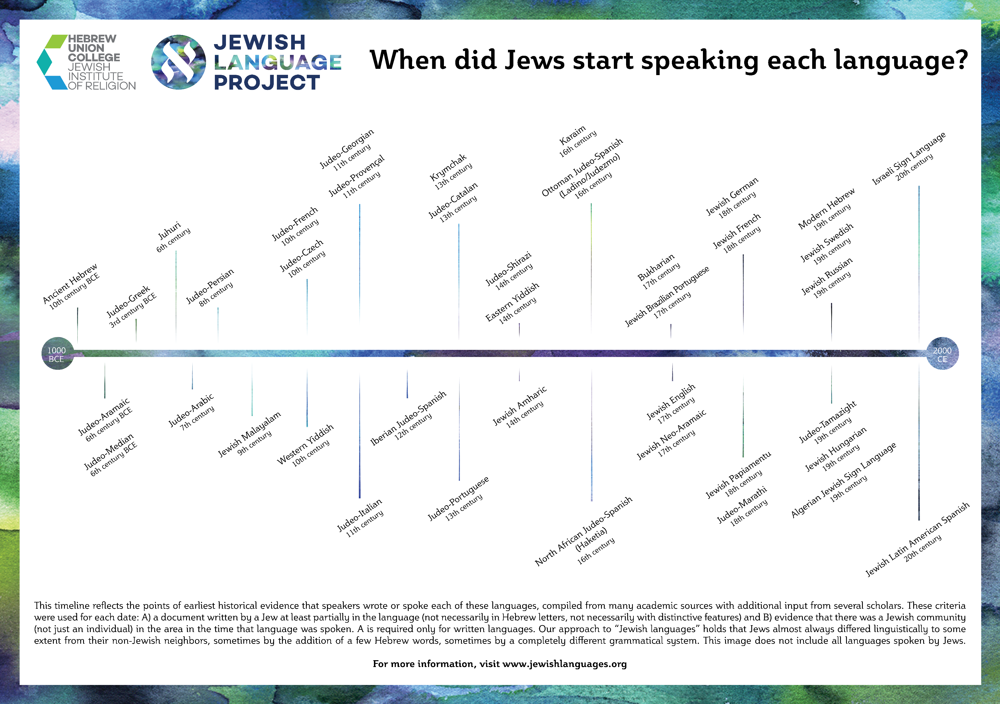 HEBREW
UNION
COLLEGE
JEWISH
INSTITUTE
OF RELIGION
JEWISH
LANGUAGE
PROJECT
When did Jews start speaking each language?
Ancient Hebrew
10th century BCE
Judeo-Greek
3rd century BCE
Juhuri
6th century
Judeo-Persian
8th century
Judeo-French
10th century
Judeo-Czech
10th century
Judeo-Georgian
11th century
Judeo-Provençal
11th century
Krymchak
13th century
Judeo-Catalan
13th century
Judeo-Shirazi
14th century
Eastern Yiddish
14th century
Karaim
16th century
Ottoman Judeo-Spanish
(Ladino/Judezmo)
16th century
Bukharian
17th century
Jewish Brazilian Portuguese
17th century
Jewish German
18th century
Jewish French
18th century
Modern Hebrew
19th century
Jewish Swedish
19th century
Jewish Russian
19th century
Israeli Sign Language
20th century
1000
BCE
2000
CE
Judeo-Aramaic
6th century BCE
Judeo-Median
6th century BCE
Judeo-Arabic
7th century
Jewish Malayalam
9th century
Western Yiddish
10th century
Judeo-Italian
11th century
Iberian Judeo-Spanish
12th century
Judeo-Portuguese
13th century
Jewish Amharic
14th century
North African Judeo-Spanish
(Haketia)
16th century
Jewish English
17th century
Jewish Neo-Aramaic
17th century
Jewish Papiamentu
18th century
Judeo-Marathi
18th century
Judeo-Tamazight
19th century
Jewish Hungarian
19th century
Algerian Jewish Sign Language
19th century
Jewish Latin American Spanish
20th century
This timeline reflects the points of earliest historical evidence that speakers wrote or spoke each of these languages, compiled from many academic sources with additional input from several scholars. These criteria
were used for each date: A) a document written by a Jew at least partially in the language (not necessarily in Hebrew letters, not necessarily with distinctive features) and B) evidence that there was a Jewish community
(not just an individual) in the area in the time that language was spoken. A is required only for written languages. Our approach to “Jewish languages” holds that Jews almost always differed linguistically to some
extent from their non-Jewish neighbors, sometimes by the addition of a few Hebrew words, sometimes by a completely different grammatical system. This image does not include all languages spoken by Jews.
For more information, visit www.jewishlanguages.org